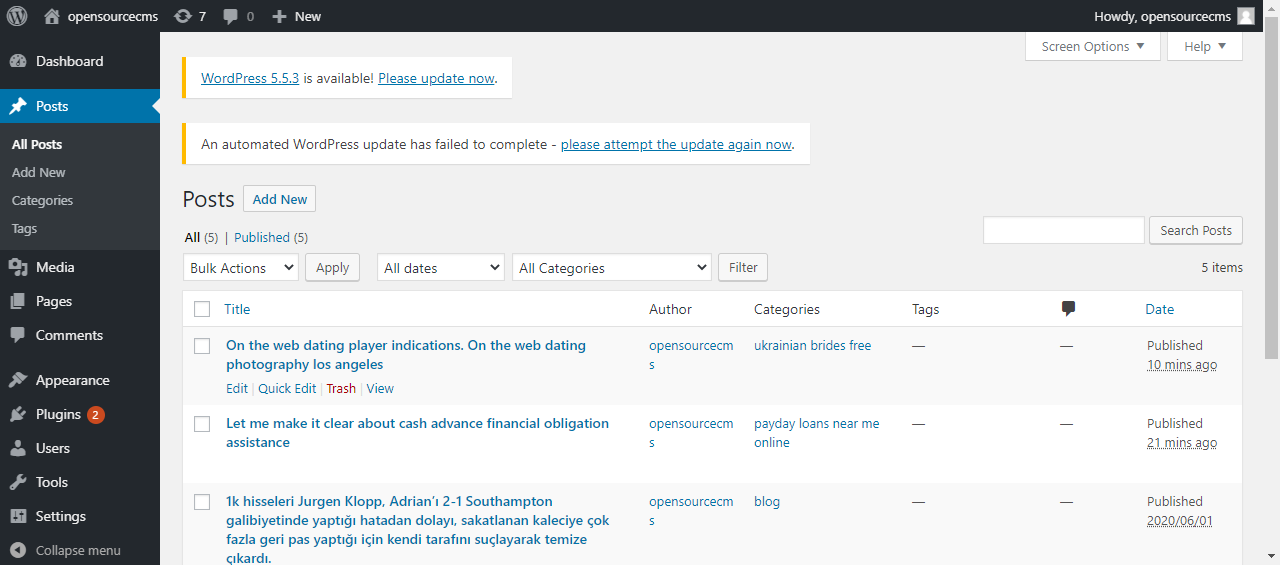 opensourcecms 7 0 New Howdy, opensourcecms
Screen Options Help
Dashboard
Posts
All Posts
Add New
Categories
Tags
Media
Pages
Comments
Appearance
Plugins 2
Users
Tools
Settings
Collapse menu
WordPress 5.5.3 is available! Please update now.
An automated WordPress update has failed to complete - please attempt the update again now.
Posts Add New
All (5) | Published (5)
Search Posts
Bulk Actions Apply All dates All Categories Filter 5 items
Title Author Categories Tags Date
On the web dating player indications. On the web dating
photography los angeles
Edit | Quick Edit | Trash | View
opensourcecm
s
ukrainian brides free
—
—
Published
10 mins ago
Let me make it clear about cash advance financial obligation
assistance
opensourcecm
s
payday loans near me
online
—
—
Published
21 mins ago
1k hisseleri Jurgen Klopp, Adrian’ı 2-1 Southampton
galibiyetinde yaptığı hatadan dolayı, sakatlanan kaleciye çok
fazla geri pas yaptığı için kendi tarafını suçlayarak temize
çıkardı.
opensourcecm
s
blog
—
—
Published
2020/06/01